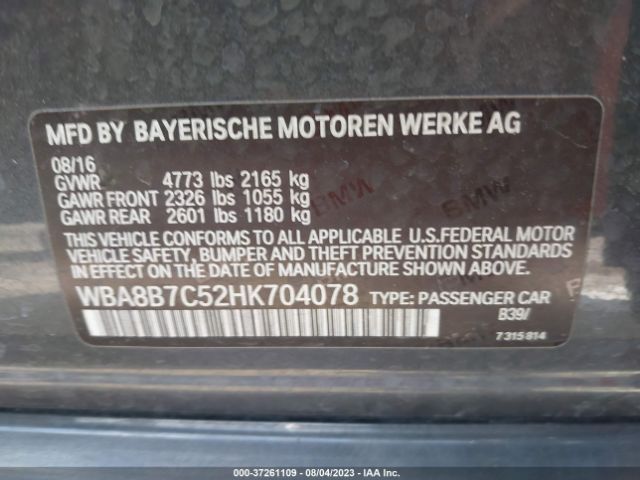 MFD BY BAYERISCHE MOTOREN WERKE AG
08/16
GVWR 4773 lbs 2165 kg
GAWR FRONT 2326 lbs 1055 kg
GAWR REAR 2601 lbs 1180 kg
THIS VEHICLE CONFORMS TO ALL APPLICABLE U.S.FEDERAL MOTOR
VEHICLE SAFETY, BUMPER AND THEFT PREVENTION STANDARDS
IN EFFECT ON THE DATE OF MANUFACTURE SHOWN ABOVE.
WBA8B7C52HK704078 TYPE: PASSENGER CAR
B39/
7 315 814
BMW
BMW
000-37261109 - 08/04/2023 - IAA Inc.